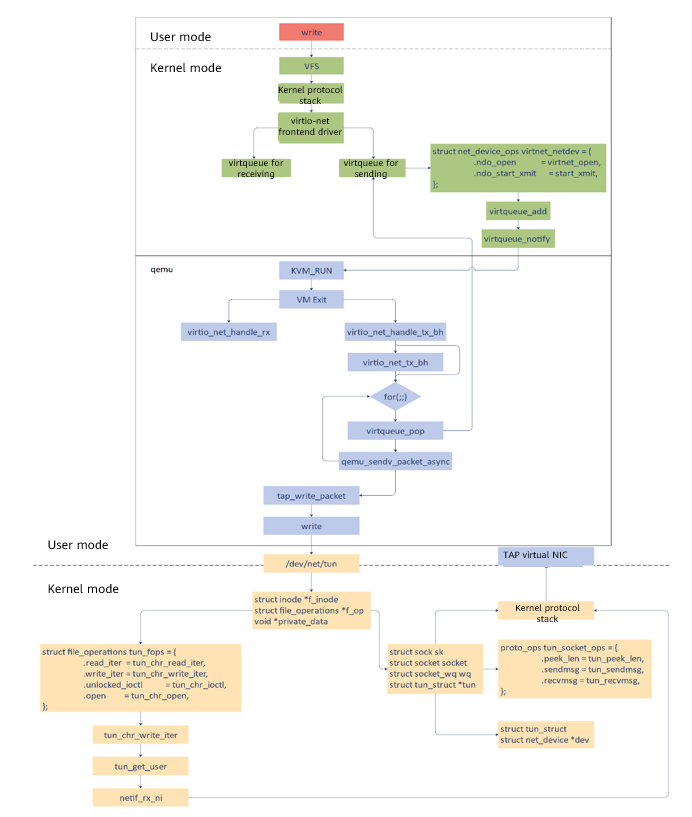 User mode
write
Kernel mode
VFS
Kernel protocol
stack
virtio-net
frontend driver
virtqueue for
receiving
virtqueue for
sending
struct net_device_ops virtnet_netdev = {
.ndo_open = virtnet_open,
.ndo_start_xmit = start_xmit,
};
virtqueue_add
virtqueue_notify
qemu
KVM_RUN
VM Exit
virtio_net_handle_rx
virtio_net_handle_tx_bh
virtio_net_tx_bh
for(;;)
virtqueue_pop
qemu_sendv_packet_async
tap_write_packet
write
User mode
/dev/net/tun
TAP virtual NIC
Kernel mode
struct inode *f_inode
struct file_operations *f_op
void *private_data
Kernel protocol
stack
struct file_operations tun_fops = {
.read_iter = tun_chr_read_iter,
.write_iter = tun_chr_write_iter,
.unlocked_ioctl = tun_chr_ioctl,
.open = tun_chr_open,
};
struct sock sk
struct socket socket
struct socket_wq wq
struct tun_struct *tun
proto_ops tun_socket_ops = {
.peek_len = tun_peek_len,
.sendmsg = tun_sendmsg,
.recvmsg = tun_recvmsg,
};
tun_chr_write_iter
struct tun_struct
struct net_device *dev
tun_get_user
netif_rx_ni